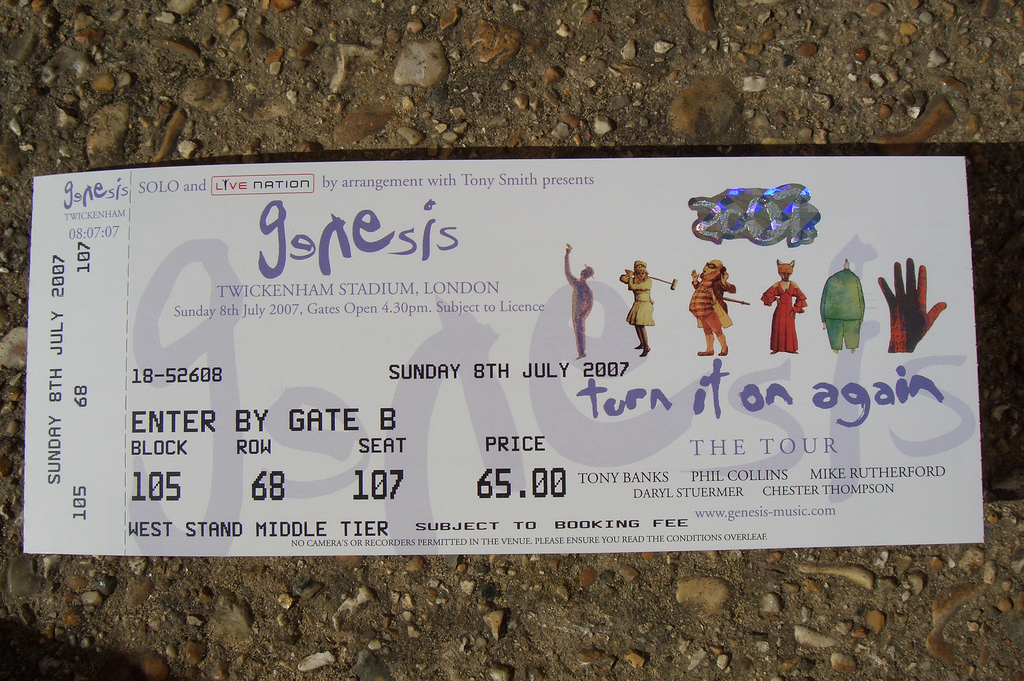 genesis
TWICKENHAM
08:07:07
SUNDAY 8TH JULY 2007 107
105 68
SOLO and LIVE NATION by arrangement with Tony Smith presents
genesis
TWICKENHAM STADIUM, LONDON
Sunday 8th July 2007, Gates Open 4.30pm. Subject to Licence
18-52608 SUNDAY 8TH JULY 2007
ENTER BY GATE B
BLOCK ROW SEAT PRICE
105 68 107 65.00
WEST STAND MIDDLE TIER SUBJECT TO BOOKING FEE
NO CAMERA'S OR RECORDERS PERMITTED IN THE VENUE. PLEASE ENSURE YOU READ THE CONDITIONS OVERLEAF.
2007
turn it on again
THE TOUR
TONY BANKS PHIL COLLINS MIKE RUTHERFORD
DARYL STUERMER CHESTER THOMPSON
www.genesis-music.com
genesis